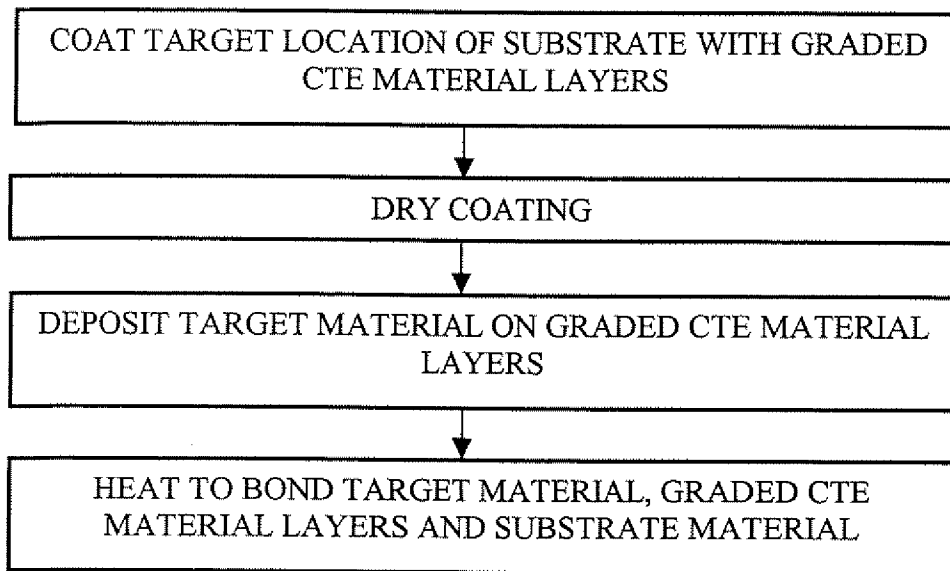 COAT TARGET LOCATION OF SUBSTRATE WITH GRADED
CTE MATERIAL LAYERS
DRY COATING
DEPOSIT TARGET MATERIAL ON GRADED CTE MATERIAL
LAYERS
HEAT TO BOND TARGET MATERIAL, GRADED CTE
MATERIAL LAYERS AND SUBSTRATE MATERIAL